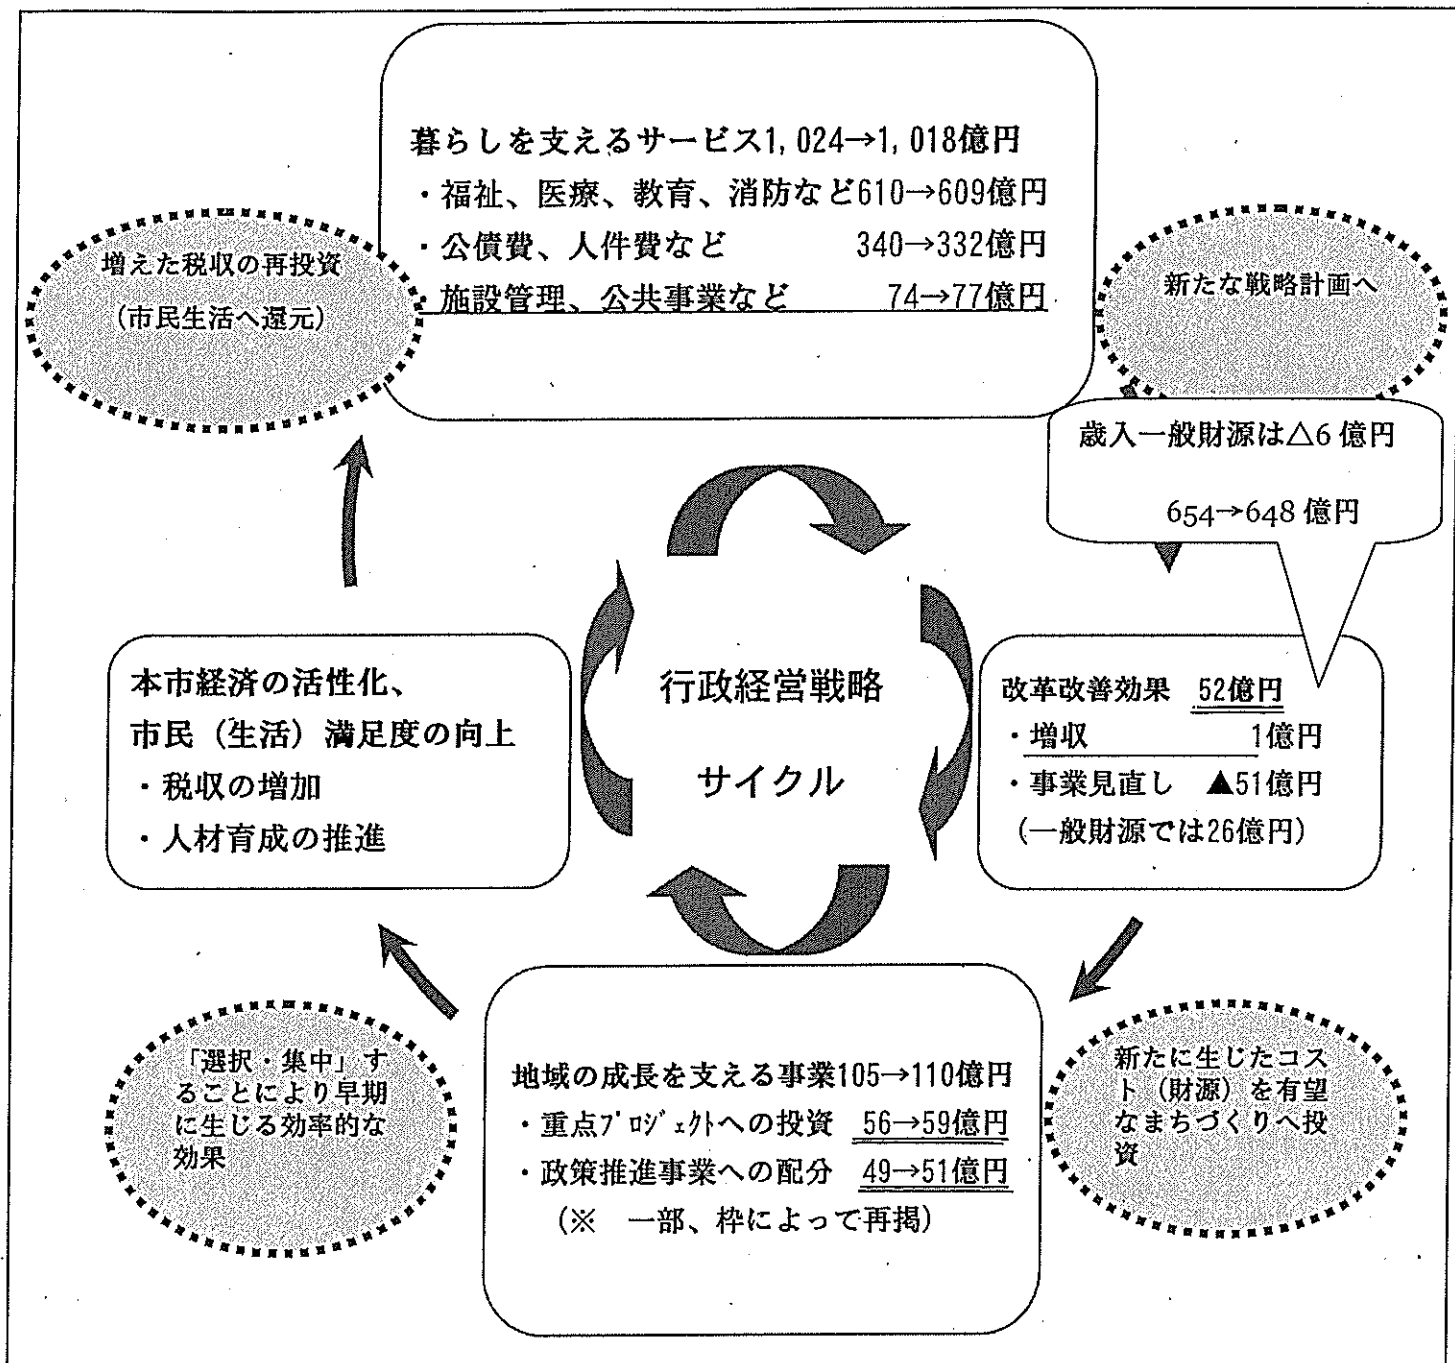 暮らしを支えるサービス1,024→1,018億円
・福祉、医療、教育、消防など610→609億円
・公債費、人件費など 340→332億円
・施設管理、公共事業など 74→77億円
増えた税収の再投資
(市民生活へ還元)
新たな戦略計画へ
歳入一般財源は△6億円
654→648億円
本市経済の活性化、
市民（生活）満足度の向上
・税収の増加
・人材育成の推進
行政経営戦略
サイクル
改革改善効果 52億円
・増収 1億円
・事業見直し ▲51億円
(一般財源では26億円)
「選択・集中」す
ることにより早期
に生じる効率的な
効果
地域の成長を支える事業105→110億円
・重点プロジェクトへの投資 56→59億円
・政策推進事業への配分 49→51億円
(※ 一部、枠によって再掲)
新たに生じたコス
ト（財源）を有望
なまちづくりへ投
資